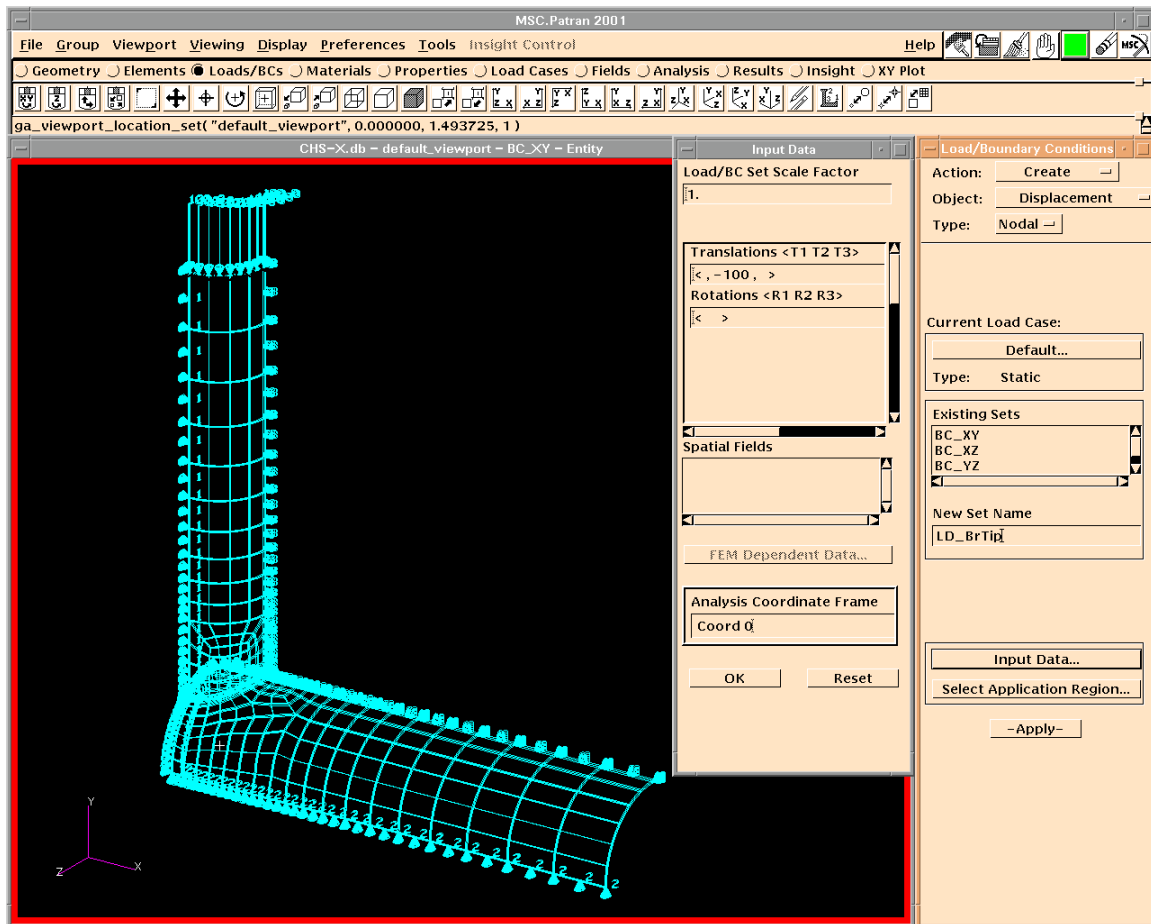 MSC.Patran 2001
File Group Viewport Viewing Display Preferences Tools Insight Control Help
Geometry Elements Loads/BCs Materials Properties Load Cases Fields Analysis Results Insight XY Plot
ga_viewport_location_set( "default_viewport", 0.000000, 1.493725, 1 )
CHS-X.db - default_viewport - BC_XY - Entity
Input Data
Load/BC Set Scale Factor
1.
Translations <T1 T2 T3>
< ,-100, >
Rotations <R1 R2 R3>
< >
Spatial Fields
FEM Dependent Data...
Analysis Coordinate Frame
Coord 0
OK Reset
Load/Boundary Conditions
Action: Create
Object: Displacement
Type: Nodal
Current Load Case:
Default...
Type: Static
Existing Sets
BC_XY
BC_XZ
BC_YZ
New Set Name
LD_BrTip
Input Data...
Select Application Region...
-Apply-
Y
Z X